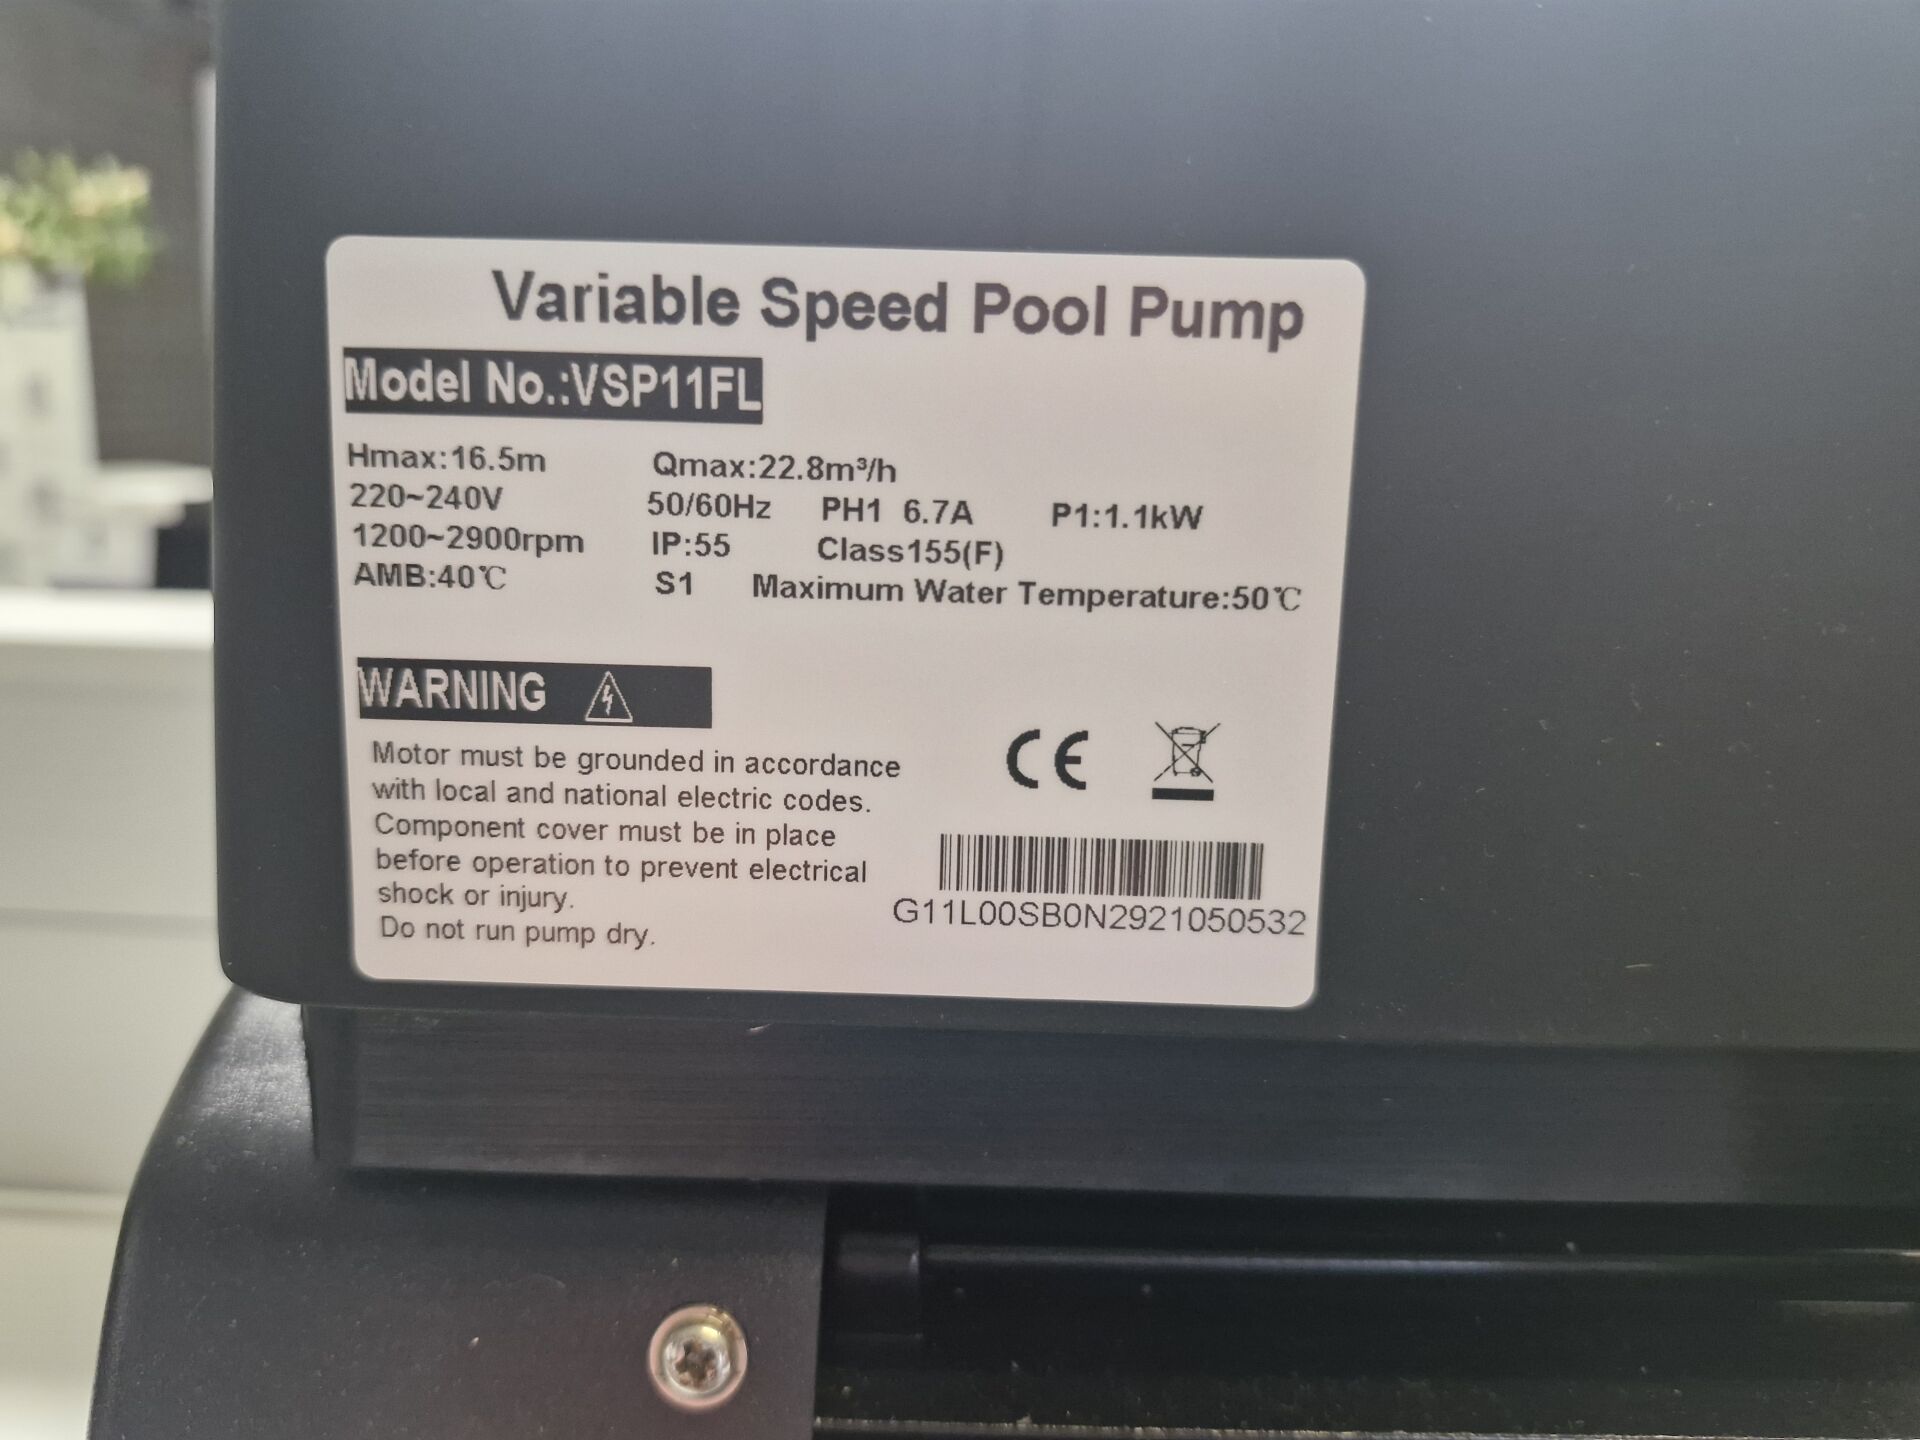 Variable Speed Pool Pump
Model No.:VSP11FL
Hmax:16.5m Qmax:22.8m³/h
220~240V 50/60Hz PH1 6.7A P1:1.1kW
1200~2900rpm IP:55 Class155(F)
AMB:40℃ S1 Maximum Water Temperature:50℃
WARNING
Motor must be grounded in accordance
with local and national electric codes.
Component cover must be in place
before operation to prevent electrical
shock or injury.
Do not run pump dry.
CE
G11L00SB0N2921050532